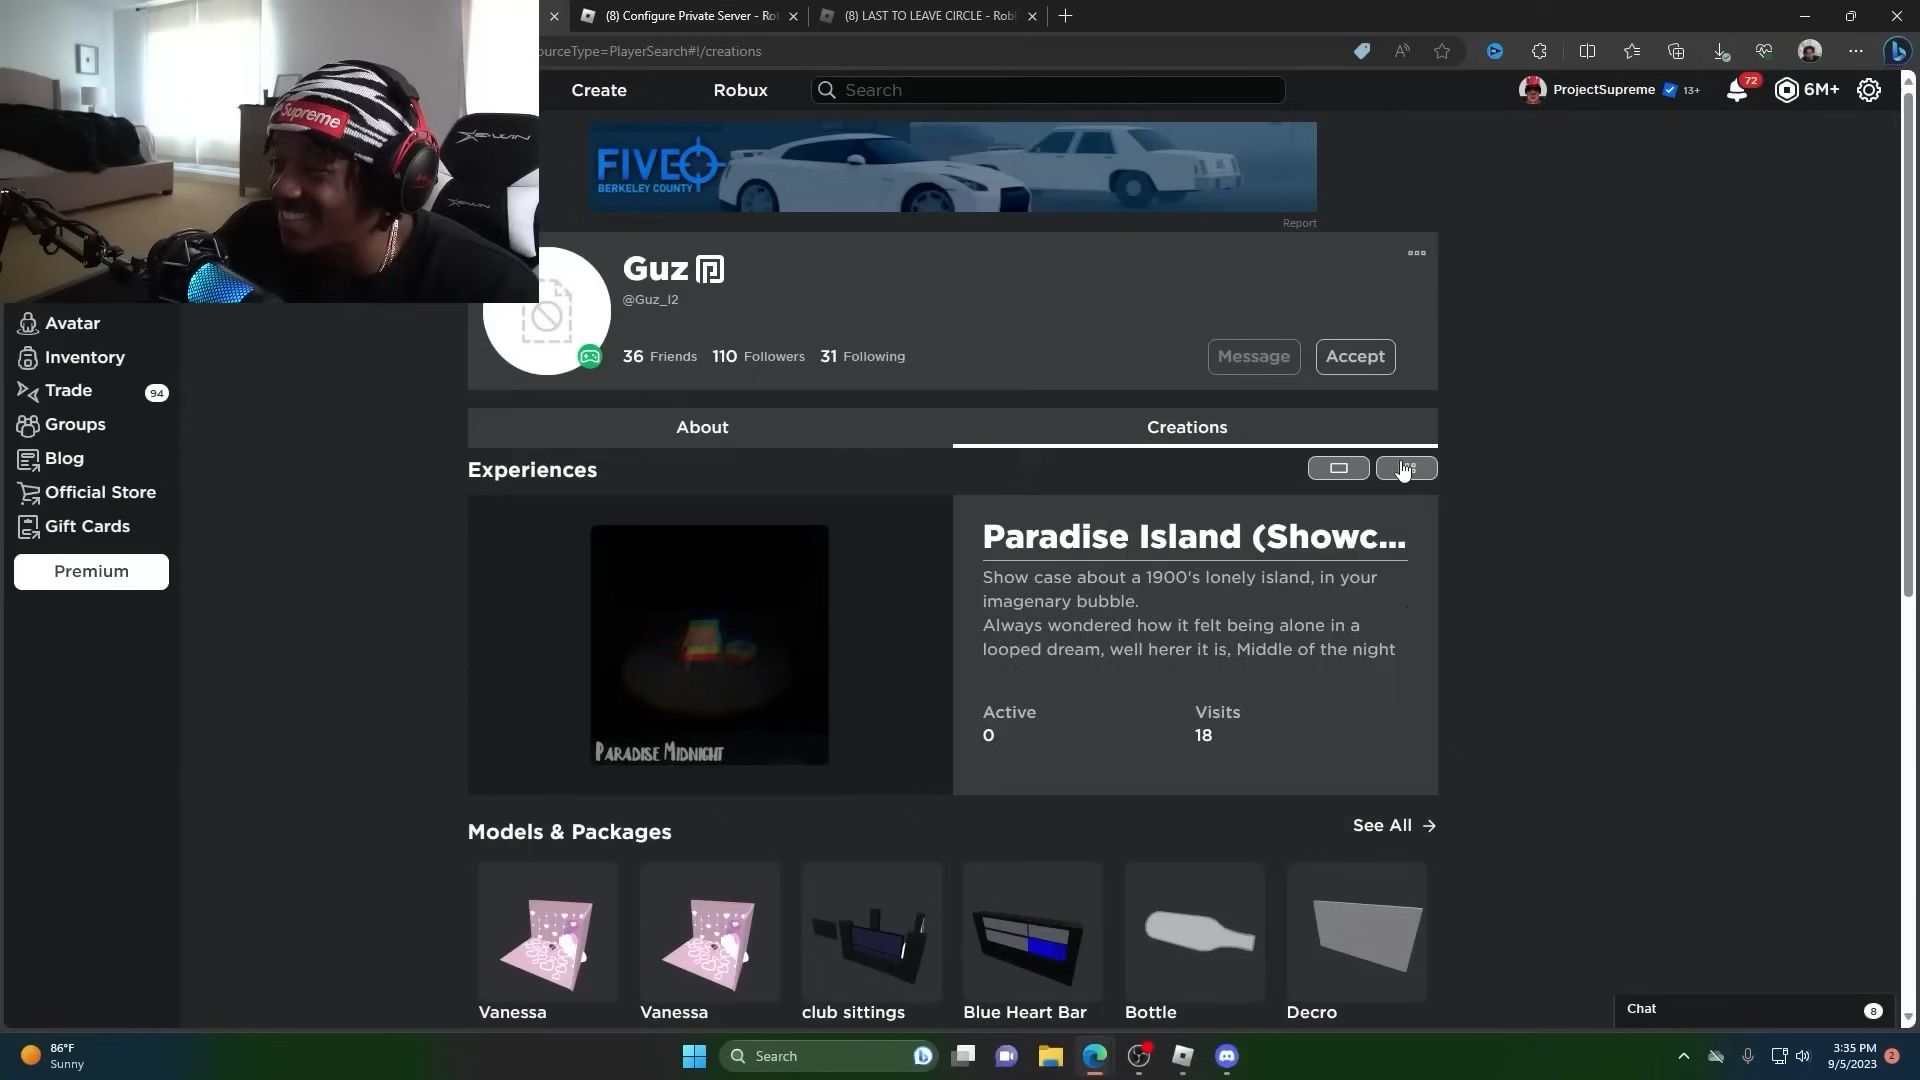 (8) Configure Private Server - Ro
(8) LAST TO LEAVE CIRCLE - Rob
ourceType=PlayerSearch#!/creations
Create
Robux
Search
ProjectSupreme
13+
72
6M+
Supreme
FIVE
BERKELEY COUNTY
Report
Guz
@Guz_l2
36 Friends 110 Followers 31 Following
Message
Accept
Avatar
Inventory
Trade
94
Groups
Blog
Official Store
Gift Cards
Premium
About
Creations
Experiences
Paradise Island (Showc...
Show case about a 1900's lonely island, in your
imagenary bubble.
Always wondered how it felt being alone in a
looped dream, well herer it is, Middle of the night
Active
0
Visits
18
PARADISE MIDNIGHT
Models & Packages
See All
Vanessa
Vanessa
club sittings
Blue Heart Bar
Bottle
Decro
Chat
8
86°F
Sunny
Search
3:35 PM
9/5/2023
2